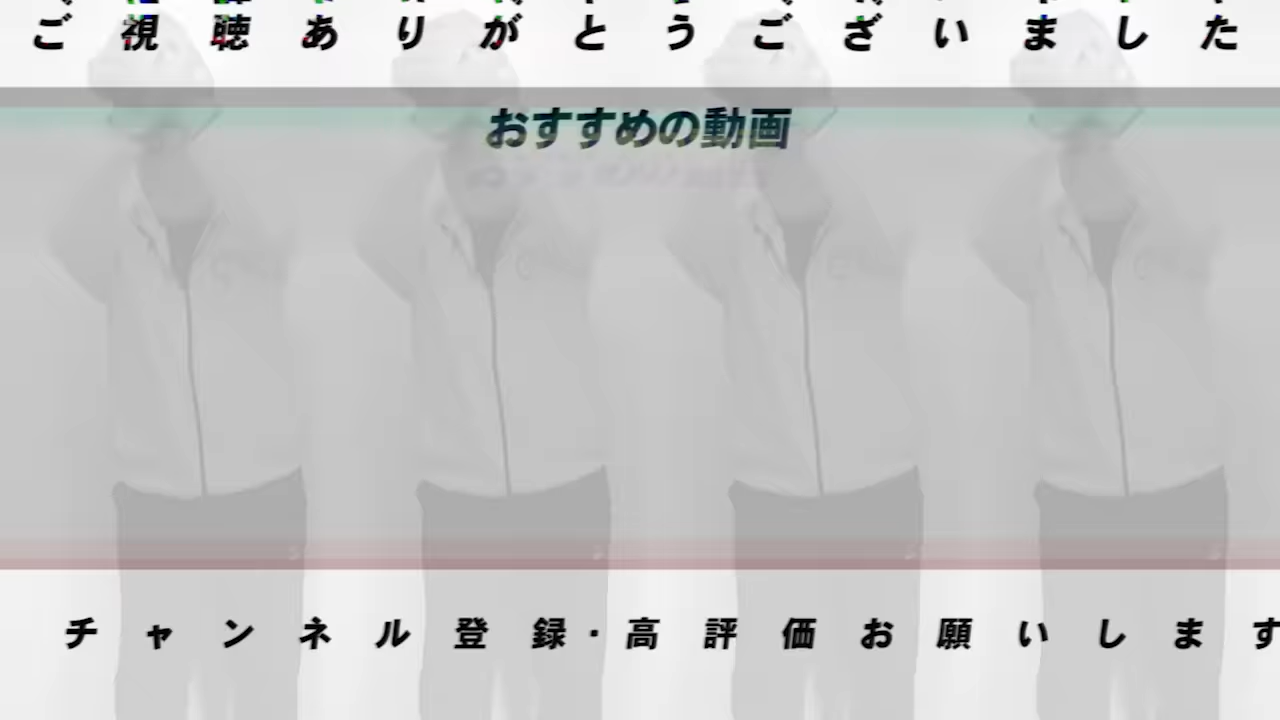 ご視聴ありがとうございました
おすすめの動画
チャンネル登録・高評価お願いします